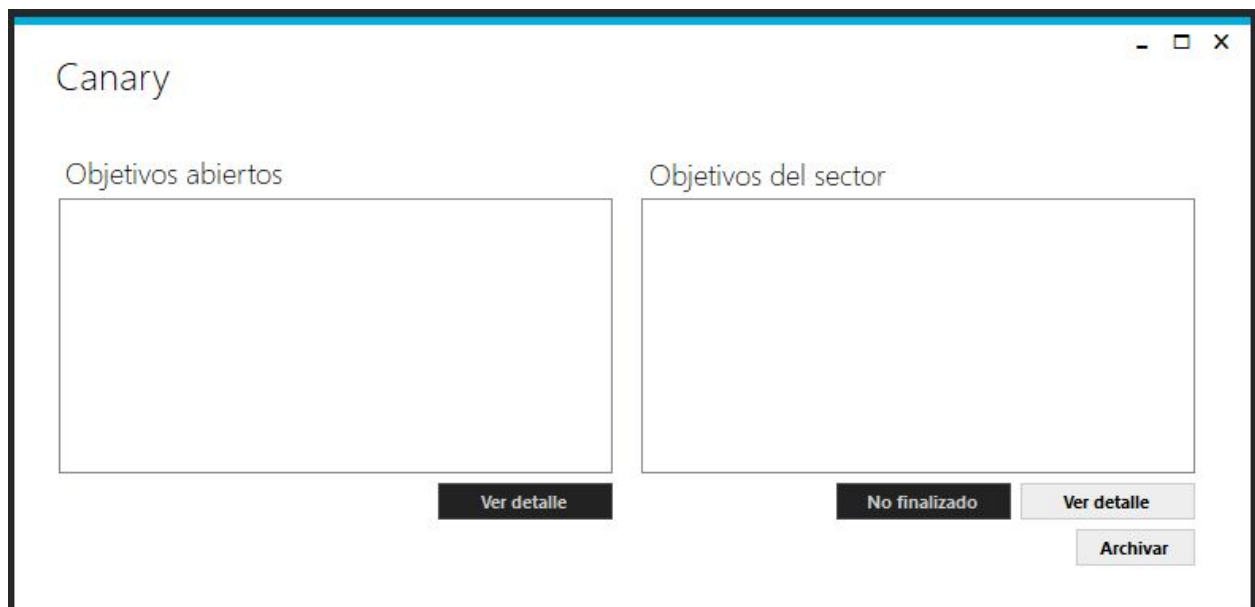 Canary
Objetivos abiertos
Objetivos del sector
Ver detalle
No finalizado
Ver detalle
Archivar